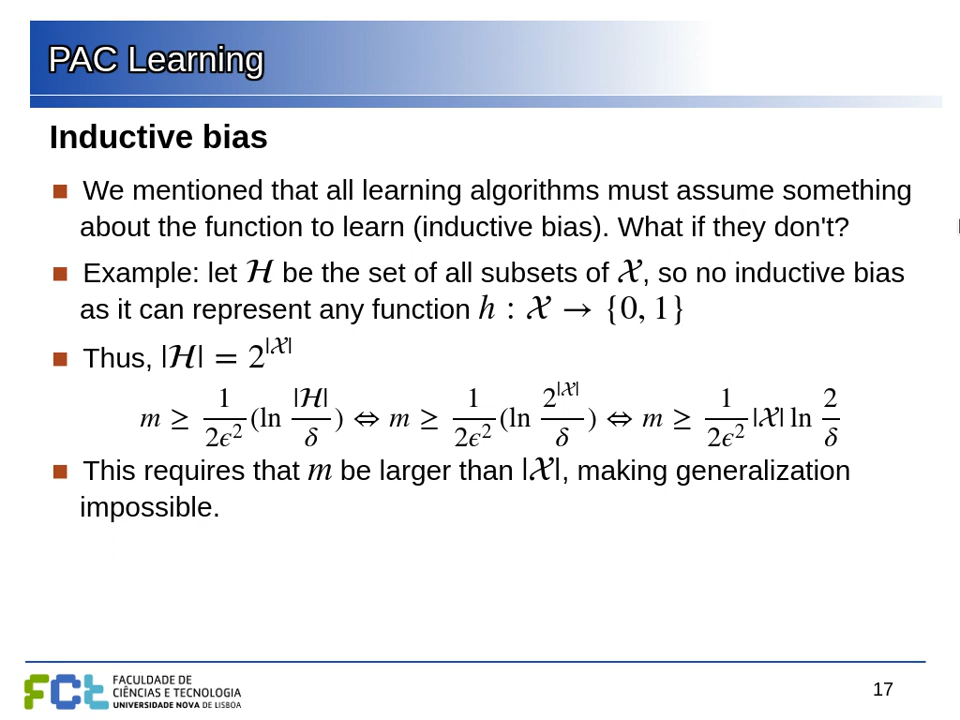 PAC Learning
Inductive bias
■ We mentioned that all learning algorithms must assume something
about the function to learn (inductive bias). What if they don't?
■ Example: let ℋ be the set of all subsets of 𝒳, so no inductive bias
as it can represent any function h : 𝒳 → {0, 1}
■ Thus, |ℋ| = 2^|𝒳|
m ≥ 1/(2ϵ²) (ln |ℋ|/δ) ⇔ m ≥ 1/(2ϵ²) (ln 2^|𝒳|/δ) ⇔ m ≥ 1/(2ϵ²) |𝒳| ln 2/δ
■ This requires that m be larger than |𝒳|, making generalization
impossible.
FCt
FACULDADE DE
CIÊNCIAS E TECNOLOGIA
UNIVERSIDADE NOVA DE LISBOA
17